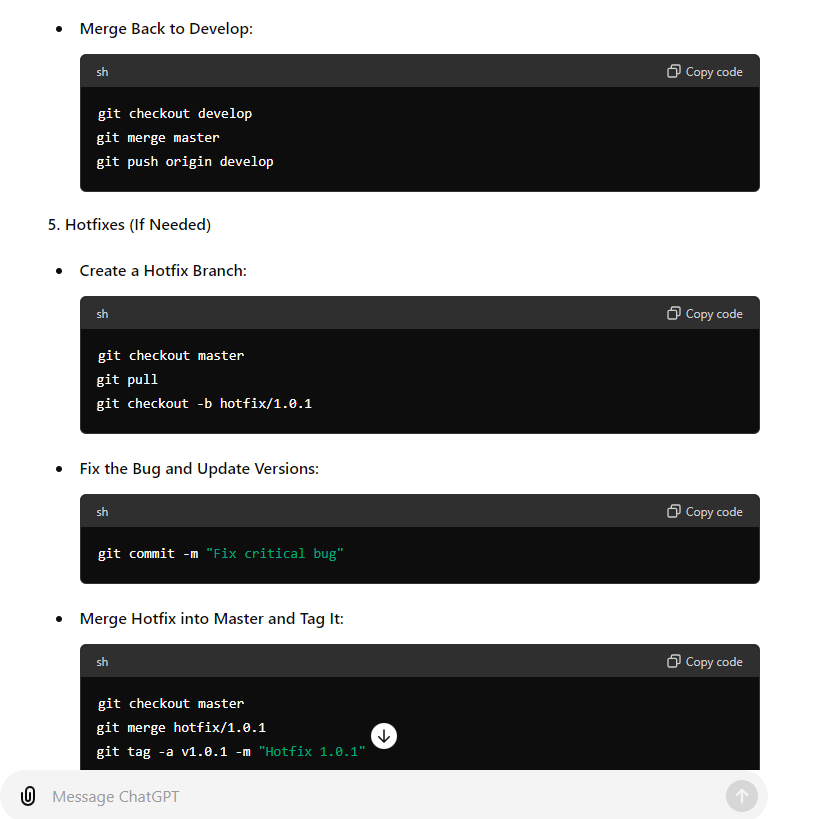 Merge Back to Develop:
sh
Copy code
git checkout develop
git merge master
git push origin develop
5. Hotfixes (If Needed)
Create a Hotfix Branch:
sh
Copy code
git checkout master
git pull
git checkout -b hotfix/1.0.1
Fix the Bug and Update Versions:
sh
Copy code
git commit -m "Fix critical bug"
Merge Hotfix into Master and Tag It:
sh
Copy code
git checkout master
git merge hotfix/1.0.1
git tag -a v1.0.1 -m "Hotfix 1.0.1"
Message ChatGPT